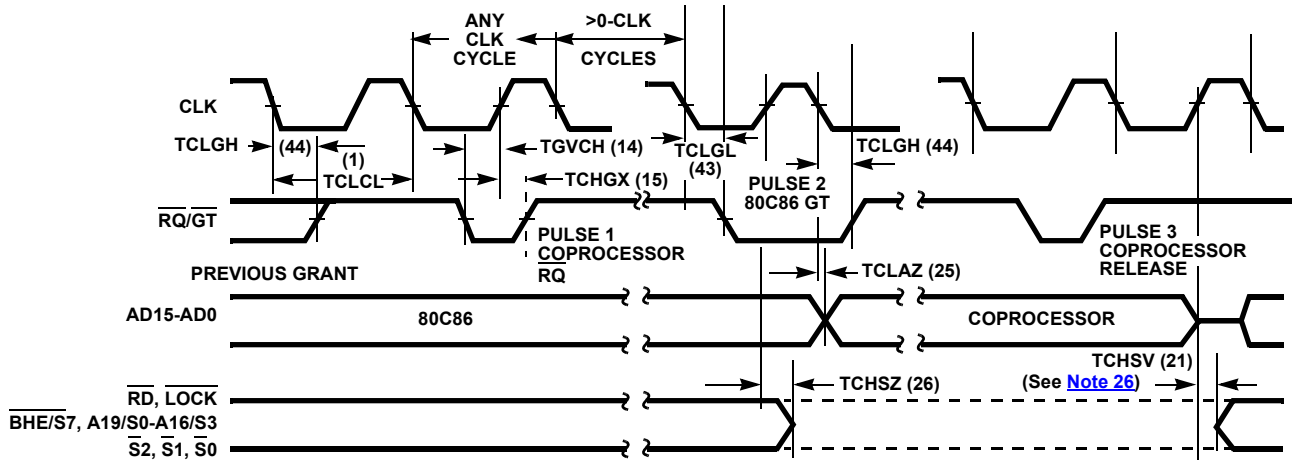 ANY
CLK
CYCLE
>0-CLK
CYCLES
CLK
TCLGH
(44)
(1)
TCLCL
TGVCH (14)
TCHGX (15)
TCLGL
(43)
TCLGH (44)
PULSE 2
80C86 GT
RQ/GT
PULSE 1
COPROCESSOR
RQ
PULSE 3
COPROCESSOR
RELEASE
PREVIOUS GRANT
TCLAZ (25)
AD15-AD0
80C86
COPROCESSOR
TCHSZ (26)
TCHSV (21)
(See Note 26)
RD, LOCK
BHE/S7, A19/S0-A16/S3
S2, S1, S0